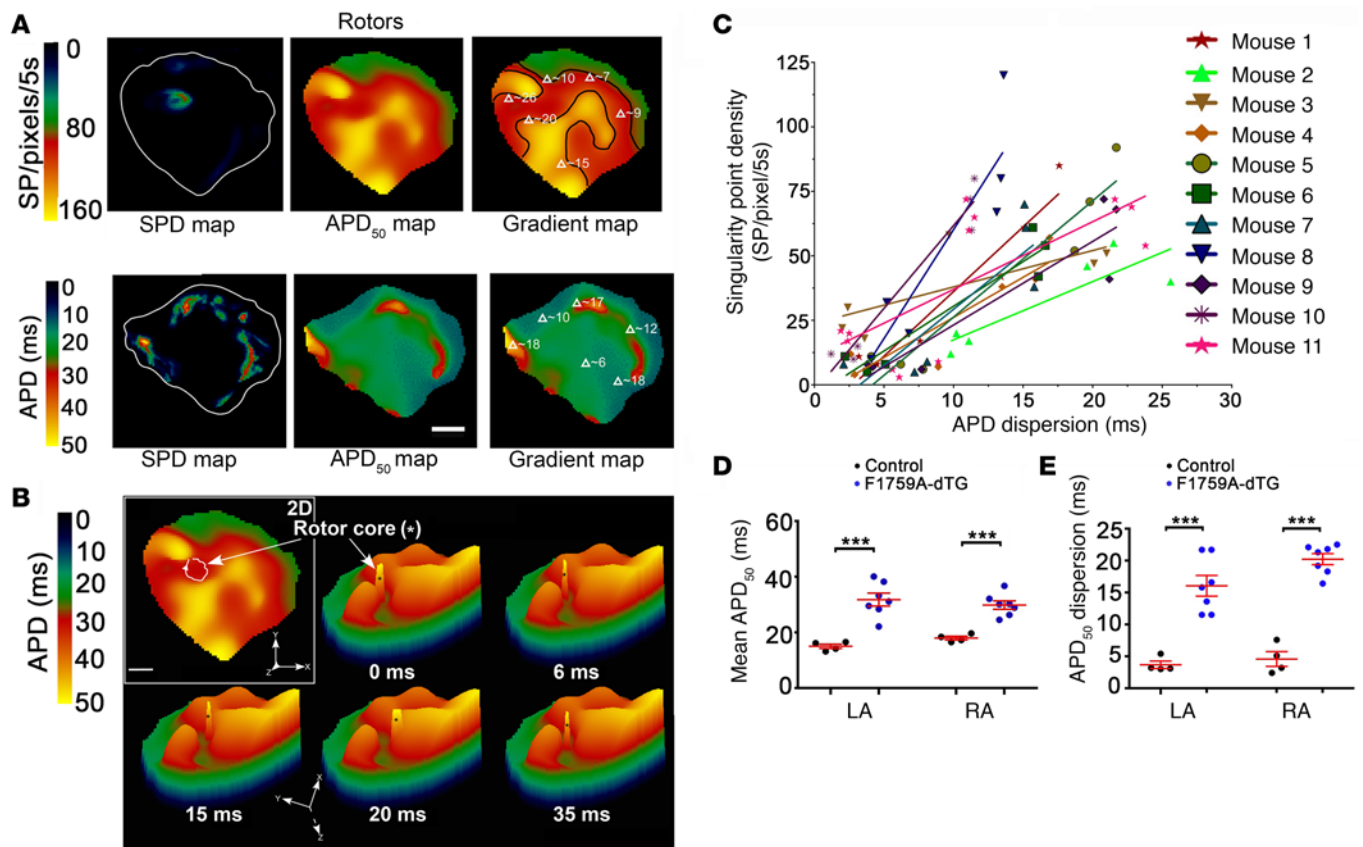 A
Rotors
0
40
80
160
SP/pixels/5s
~10
~7
~26
~20
~9
~15
SPD map
APD50 map
Gradient map
0
10
20
30
40
50
APD (ms)
~17
~10
~12
~18
~6
~18
SPD map
APD50 map
Gradient map
B
0
10
20
30
40
50
APD (ms)
2D
Rotor core (*)
Y
Z
X
0 ms
6 ms
15 ms
20 ms
35 ms
X
Y
Z
C
Singularity point density
(SP/pixel/5s)
125
100
75
50
25
0
0
5
10
15
20
25
30
APD dispersion (ms)
Mouse 1
Mouse 2
Mouse 3
Mouse 4
Mouse 5
Mouse 6
Mouse 7
Mouse 8
Mouse 9
Mouse 10
Mouse 11
D
Control
F1759A-dTG
Mean APD50 (ms)
60
40
20
0
***
***
LA
RA
E
Control
F1759A-dTG
APD50 dispersion (ms)
25
20
15
10
5
0
***
***
LA
RA